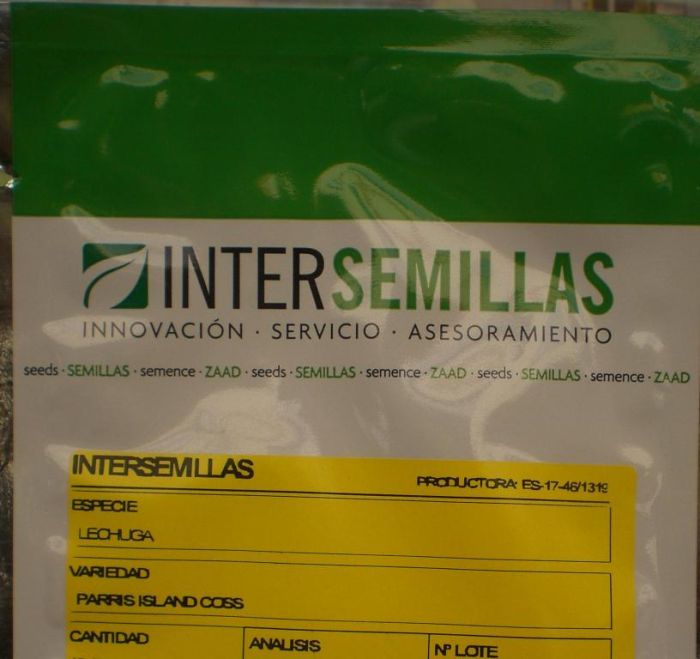 INTERSEMILLAS
INNOVACIÓN · SERVICIO · ASESORAMIENTO
seeds · SEMILLAS · semence · ZAAD · seeds · SEMILLAS · semence · ZAAD · seeds · SEMILLAS · semence · ZAAD
INTERSEMILLAS PRODUCTORA: ES-17-46/1319
ESPECIE
LECHUGA
VARIEDAD
PARRIS ISLAND COSS
CANTIDAD ANALISIS Nº LOTE